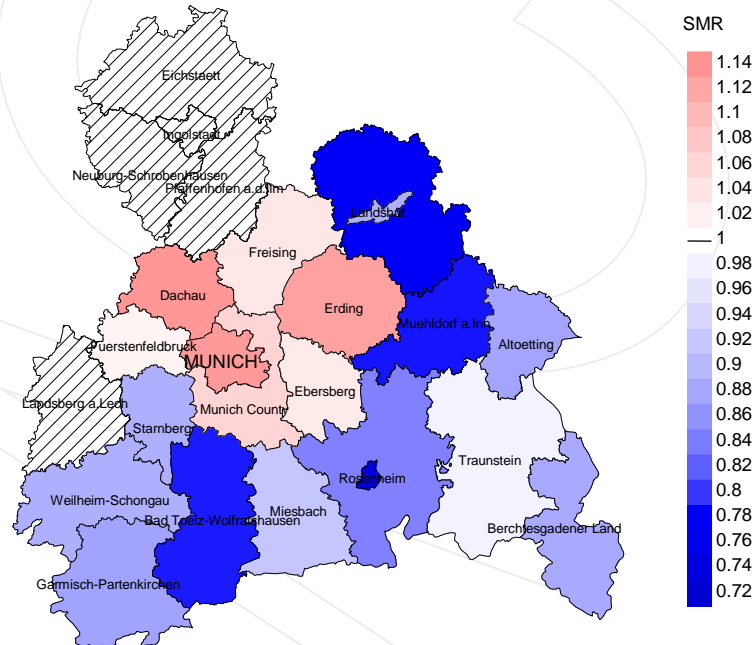 SMR
1.14
1.12
1.1
1.08
1.06
1.04
1.02
1
0.98
0.96
0.94
0.92
0.9
0.88
0.86
0.84
0.82
0.8
0.78
0.76
0.74
0.72
Eichstaett
Ingolstadt
Neuburg-Schrobenhausen
Pfaffenhofen a.d.Ilm
Landshut
Freising
Dachau
Erding
Muehldorf a.Inn
Altoetting
Fuerstenfeldbruck
MUNICH
Ebersberg
Landsberg a.Lech
Munich County
Starnberg
Traunstein
Rosenheim
Weilheim-Schongau
Miesbach
Bad Toelz-Wolfratshausen
Berchtesgadener Land
Garmisch-Partenkirchen